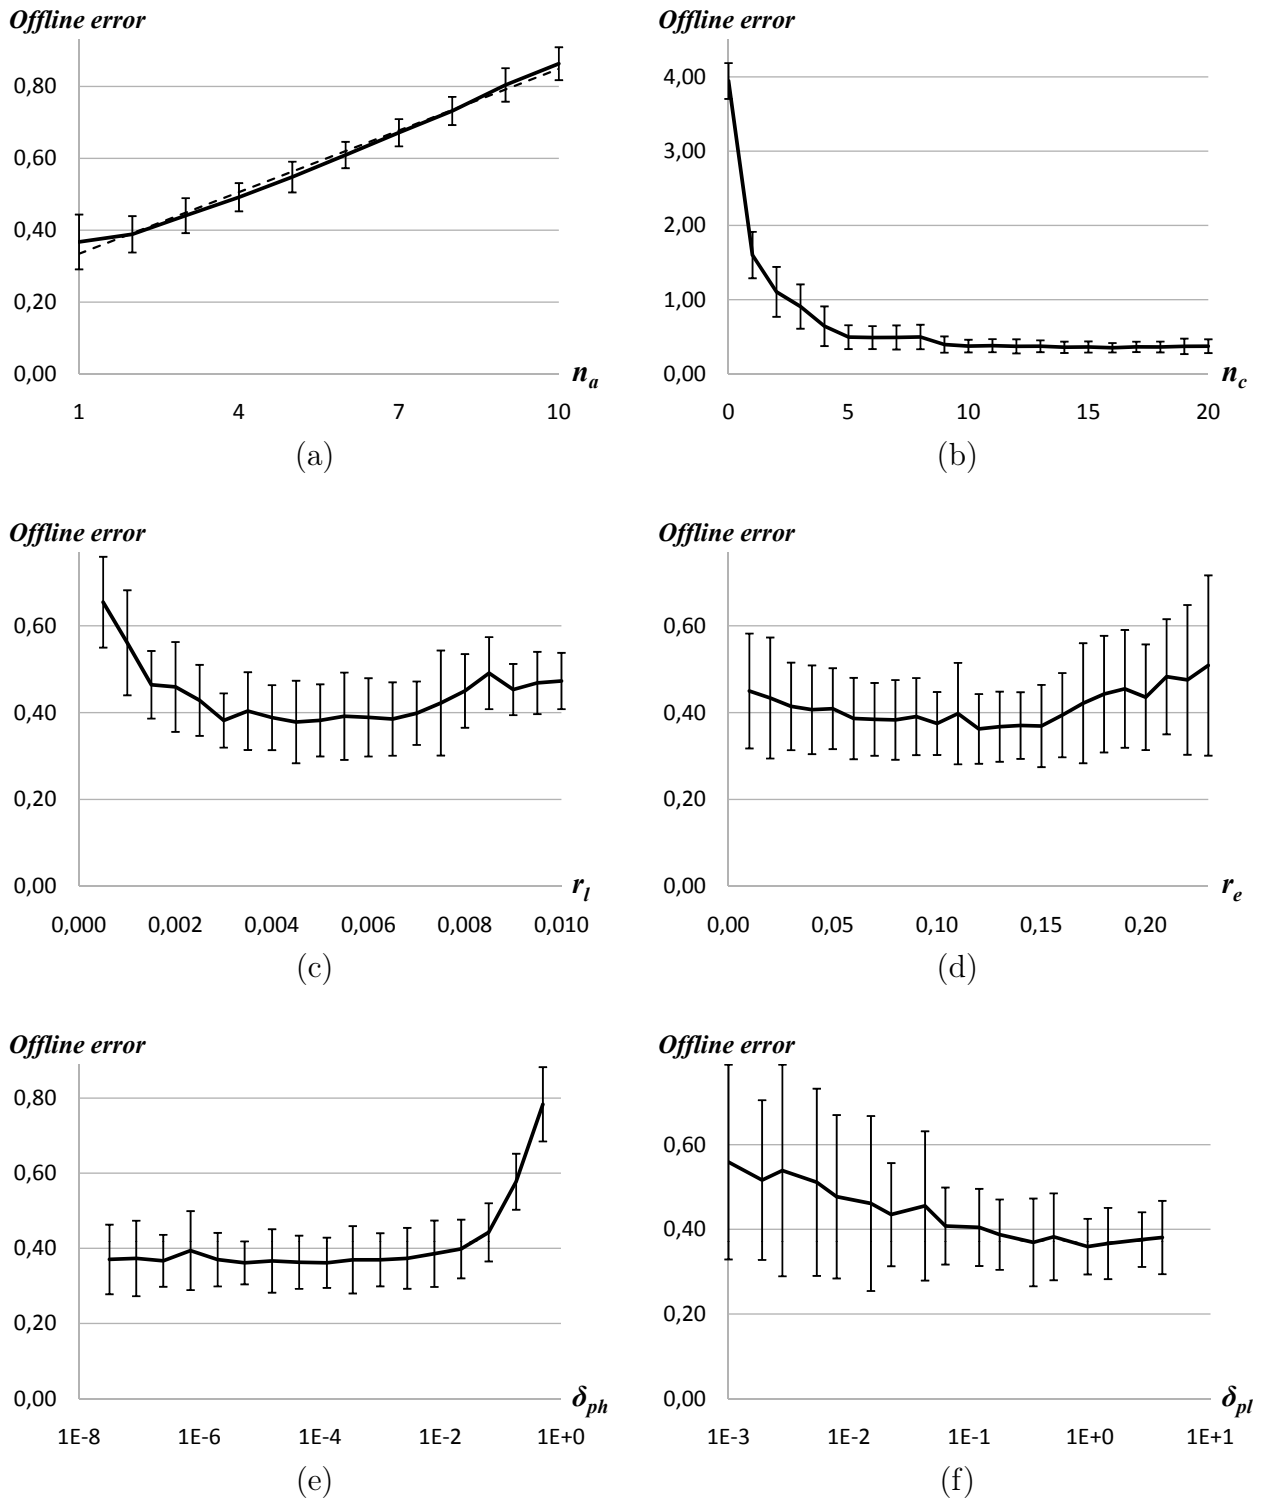 Offline error
0,80
0,60
0,40
0,20
0,00
1 4 7 10
n_a
(a)
Offline error
4,00
3,00
2,00
1,00
0,00
0 5 10 15 20
n_c
(b)
Offline error
0,60
0,40
0,20
0,00
0,000 0,002 0,004 0,006 0,008 0,010
r_l
(c)
Offline error
0,60
0,40
0,20
0,00
0,00 0,05 0,10 0,15 0,20
r_e
(d)
Offline error
0,80
0,60
0,40
0,20
0,00
1E-8 1E-6 1E-4 1E-2 1E+0
δ_ph
(e)
Offline error
0,60
0,40
0,20
0,00
1E-3 1E-2 1E-1 1E+0 1E+1
δ_pl
(f)